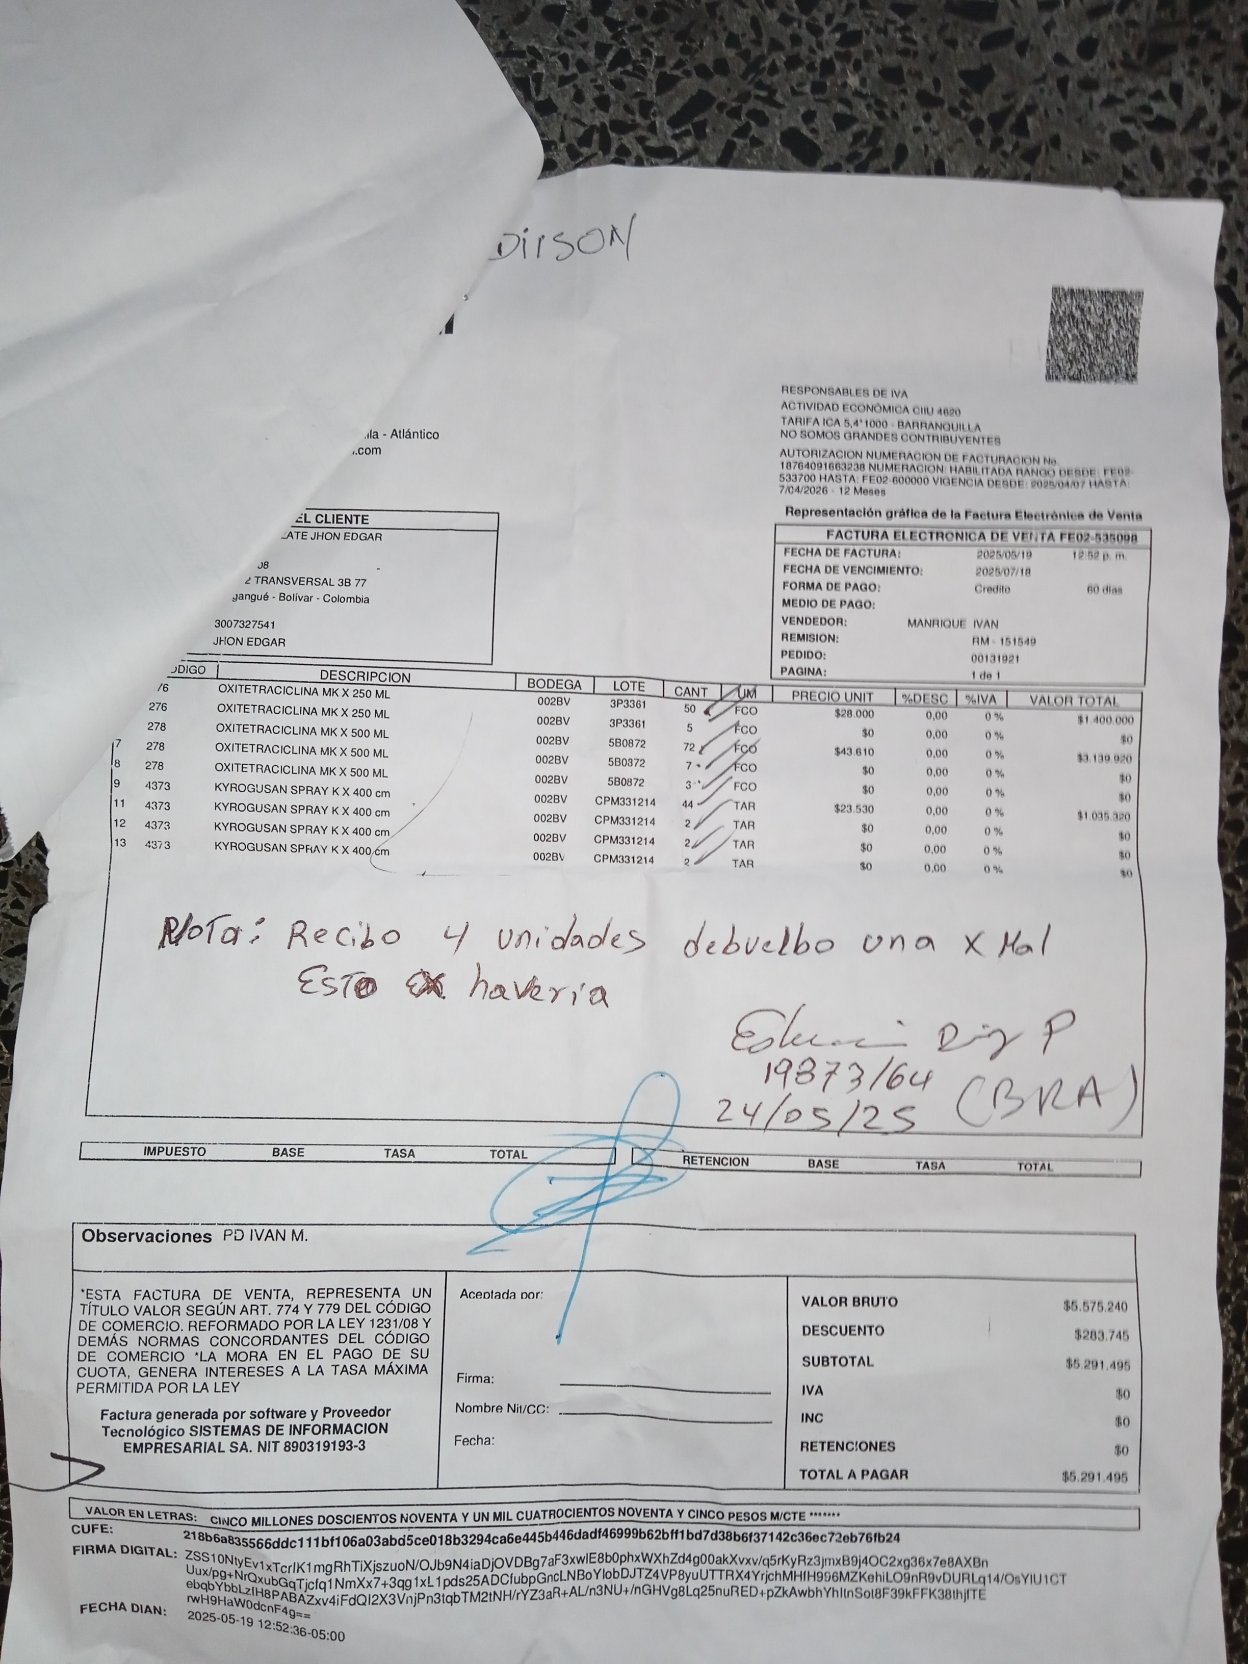 DirSON
RESPONSABLES DE IVA
ACTIVIDAD ECONÓMICA CIIU 4620
TARIFA ICA 5,4*1000 - BARRANQUILLA
NO SOMOS GRANDES CONTRIBUYENTES
AUTORIZACION NUMERACION DE FACTURACION No.
18764091663238 NUMERACION: HABILITADA RANGO DESDE: FE02-
533700 HASTA: FE02-600000 VIGENCIA DESDE: 2025/04/07 HASTA:
7/04/2026 - 12 Meses
Representación gráfica de la Factura Electrónica de Venta
- Atlántico
.com
EL CLIENTE
JHON EDGAR
TRANSVERSAL 3B 77
- Bolívar - Colombia
3007327541
JHON EDGAR
FACTURA ELECTRONICA DE VENTA FE02-535098
FECHA DE FACTURA: 2025/05/19 12:52 p. m.
FECHA DE VENCIMIENTO: 2025/07/18
FORMA DE PAGO: Credito 60 dias
MEDIO DE PAGO:
VENDEDOR: MANRIQUE IVAN
REMISION: RM - 151549
PEDIDO: 00131921
PAGINA: 1 de 1
DESCRIPCION BODEGA LOTE CANT UM PRECIO UNIT %DESC %IVA VALOR TOTAL
OXITETRACICLINA MK X 250 ML 002BV 3P3361 50 FCO $28.000 0,00 0 % $1.400.000
276 OXITETRACICLINA MK X 250 ML 002BV 3P3361 5 FCO $0 0,00 0 % $0
278 OXITETRACICLINA MK X 500 ML 002BV 5B0872 72 FCO $43.610 0,00 0 % $3.139.920
7 278 OXITETRACICLINA MK X 500 ML 002BV 5B0872 7 FCO $0 0,00 0 % $0
8 278 OXITETRACICLINA MK X 500 ML 002BV 5B0872 3 FCO $0 0,00 0 % $0
9 4373 KYROGUSAN SPRAY K X 400 cm 002BV CPM331214 44 TAR $23.530 0,00 0 % $1.035.320
11 4373 KYROGUSAN SPRAY K X 400 cm 002BV CPM331214 2 TAR $0 0,00 0 % $0
12 4373 KYROGUSAN SPRAY K X 400 cm 002BV CPM331214 2 TAR $0 0,00 0 % $0
13 4373 KYROGUSAN SPRAY K X 400 cm 002BV CPM331214 2 TAR $0 0,00 0 % $0
Nota: Recibo 4 unidades debuelbo una x Mal
Esto haveria
19873164
24/05/25 (BRA)
IMPUESTO BASE TASA TOTAL RETENCION BASE TASA TOTAL
Observaciones PD IVAN M.
*ESTA FACTURA DE VENTA, REPRESENTA UN
TÍTULO VALOR SEGÚN ART. 774 Y 779 DEL CÓDIGO
DE COMERCIO. REFORMADO POR LA LEY 1231/08 Y
DEMÁS NORMAS CONCORDANTES DEL CÓDIGO
DE COMERCIO *LA MORA EN EL PAGO DE SU
CUOTA, GENERA INTERESES A LA TASA MÁXIMA
PERMITIDA POR LA LEY
Factura generada por software y Proveedor
Tecnológico SISTEMAS DE INFORMACION
EMPRESARIAL SA. NIT 890319193-3
Aceptada por:
Firma:
Nombre Nit/CC:
Fecha:
VALOR BRUTO $5.575.240
DESCUENTO $283.745
SUBTOTAL $5.291.495
IVA $0
INC $0
RETENCIONES $0
TOTAL A PAGAR $5.291.495
VALOR EN LETRAS: CINCO MILLONES DOSCIENTOS NOVENTA Y UN MIL CUATROCIENTOS NOVENTA Y CINCO PESOS M/CTE *******
CUFE: 218b6a835566ddc111bf106a03abd5ce018b3294ca6e445b446dadf46999b62bff1bd7d38b6f37142c36ec72eb76fb24
FIRMA DIGITAL:
FECHA DIAN: 2025-05-19 12:52:36-05:00